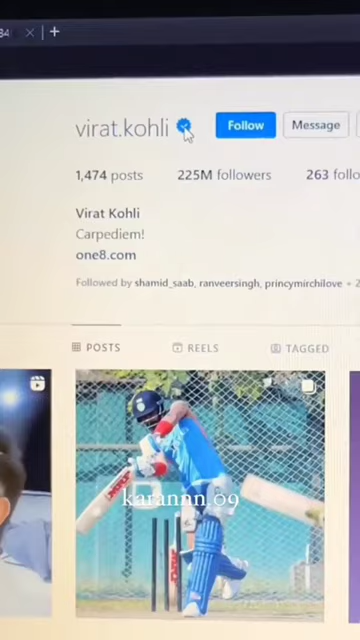 84 × +
virat.kohli Follow Message
1,474 posts 225M followers 263 follo
Virat Kohli
Carpediem!
one8.com
Followed by shamid_saab, ranveersingh, princymirchilove • 2
POSTS REELS TAGGED
karannn.09